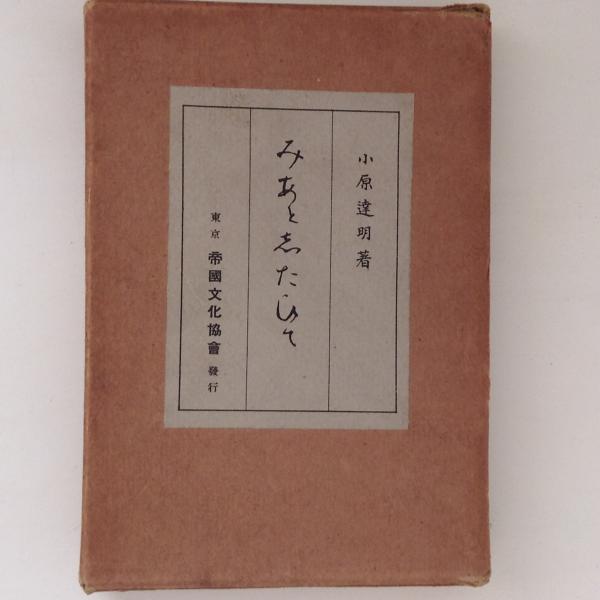 小原達明著
みあと志たひて
東京 帝國文化協會 發行